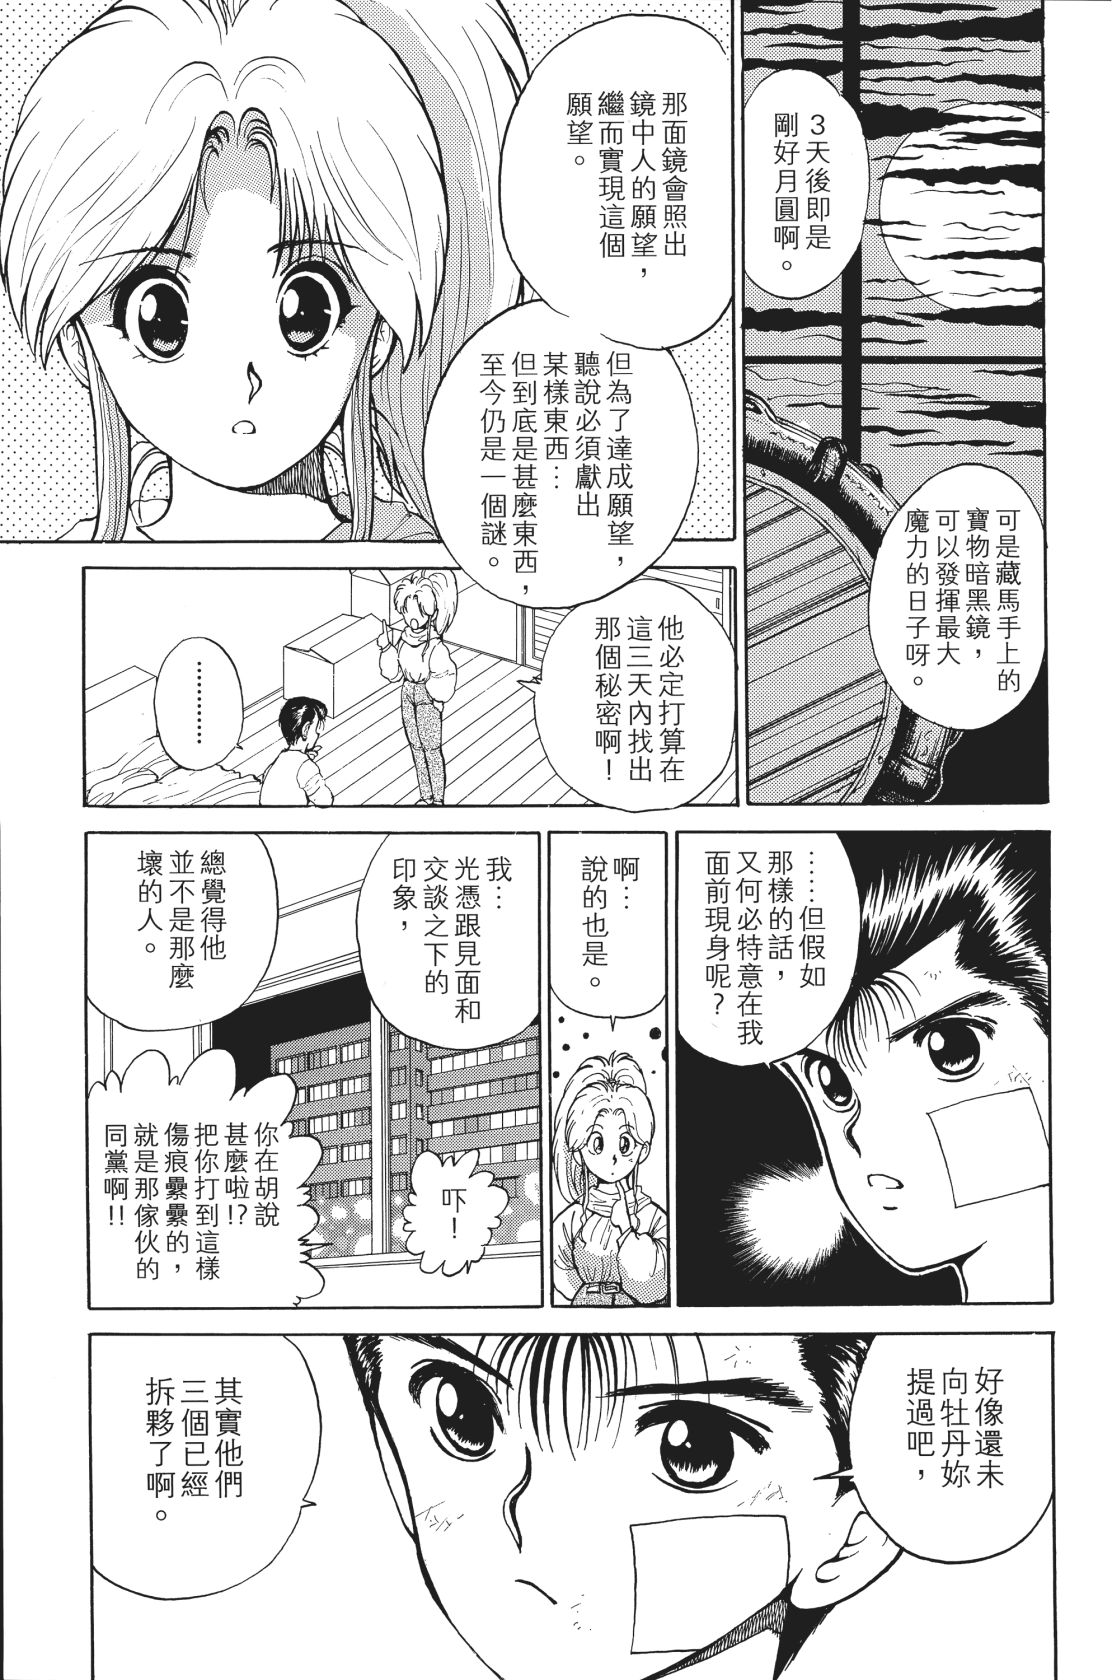 3天後即是
剛好月圓啊。
可是藏馬手上的
寶物暗黑鏡，
可以發揮最大
魔力的日子呀。
那面鏡會照出
鏡中人的願望，
繼而實現這個
願望。
但為了達成願望，
聽說必須獻出
某樣東西…
但到底是甚麼東西，
至今仍是一個謎。
他必定打算在
這三天內找出
那個秘密啊！
………
……但假如
那樣的話，
又何必特意在我
面前現身呢？
啊…
說的也是。
我…
光憑跟見面和
交談之下的
印象，
總覺得他
並不是那麼
壞的人。
吓！
你在胡說
甚麼啦!?
把你打到這樣
傷痕纍纍的，
就是那傢伙的
同黨啊!!
好像還未
向牡丹妳
提過吧，
其實他們
三個已經
拆夥了啊。